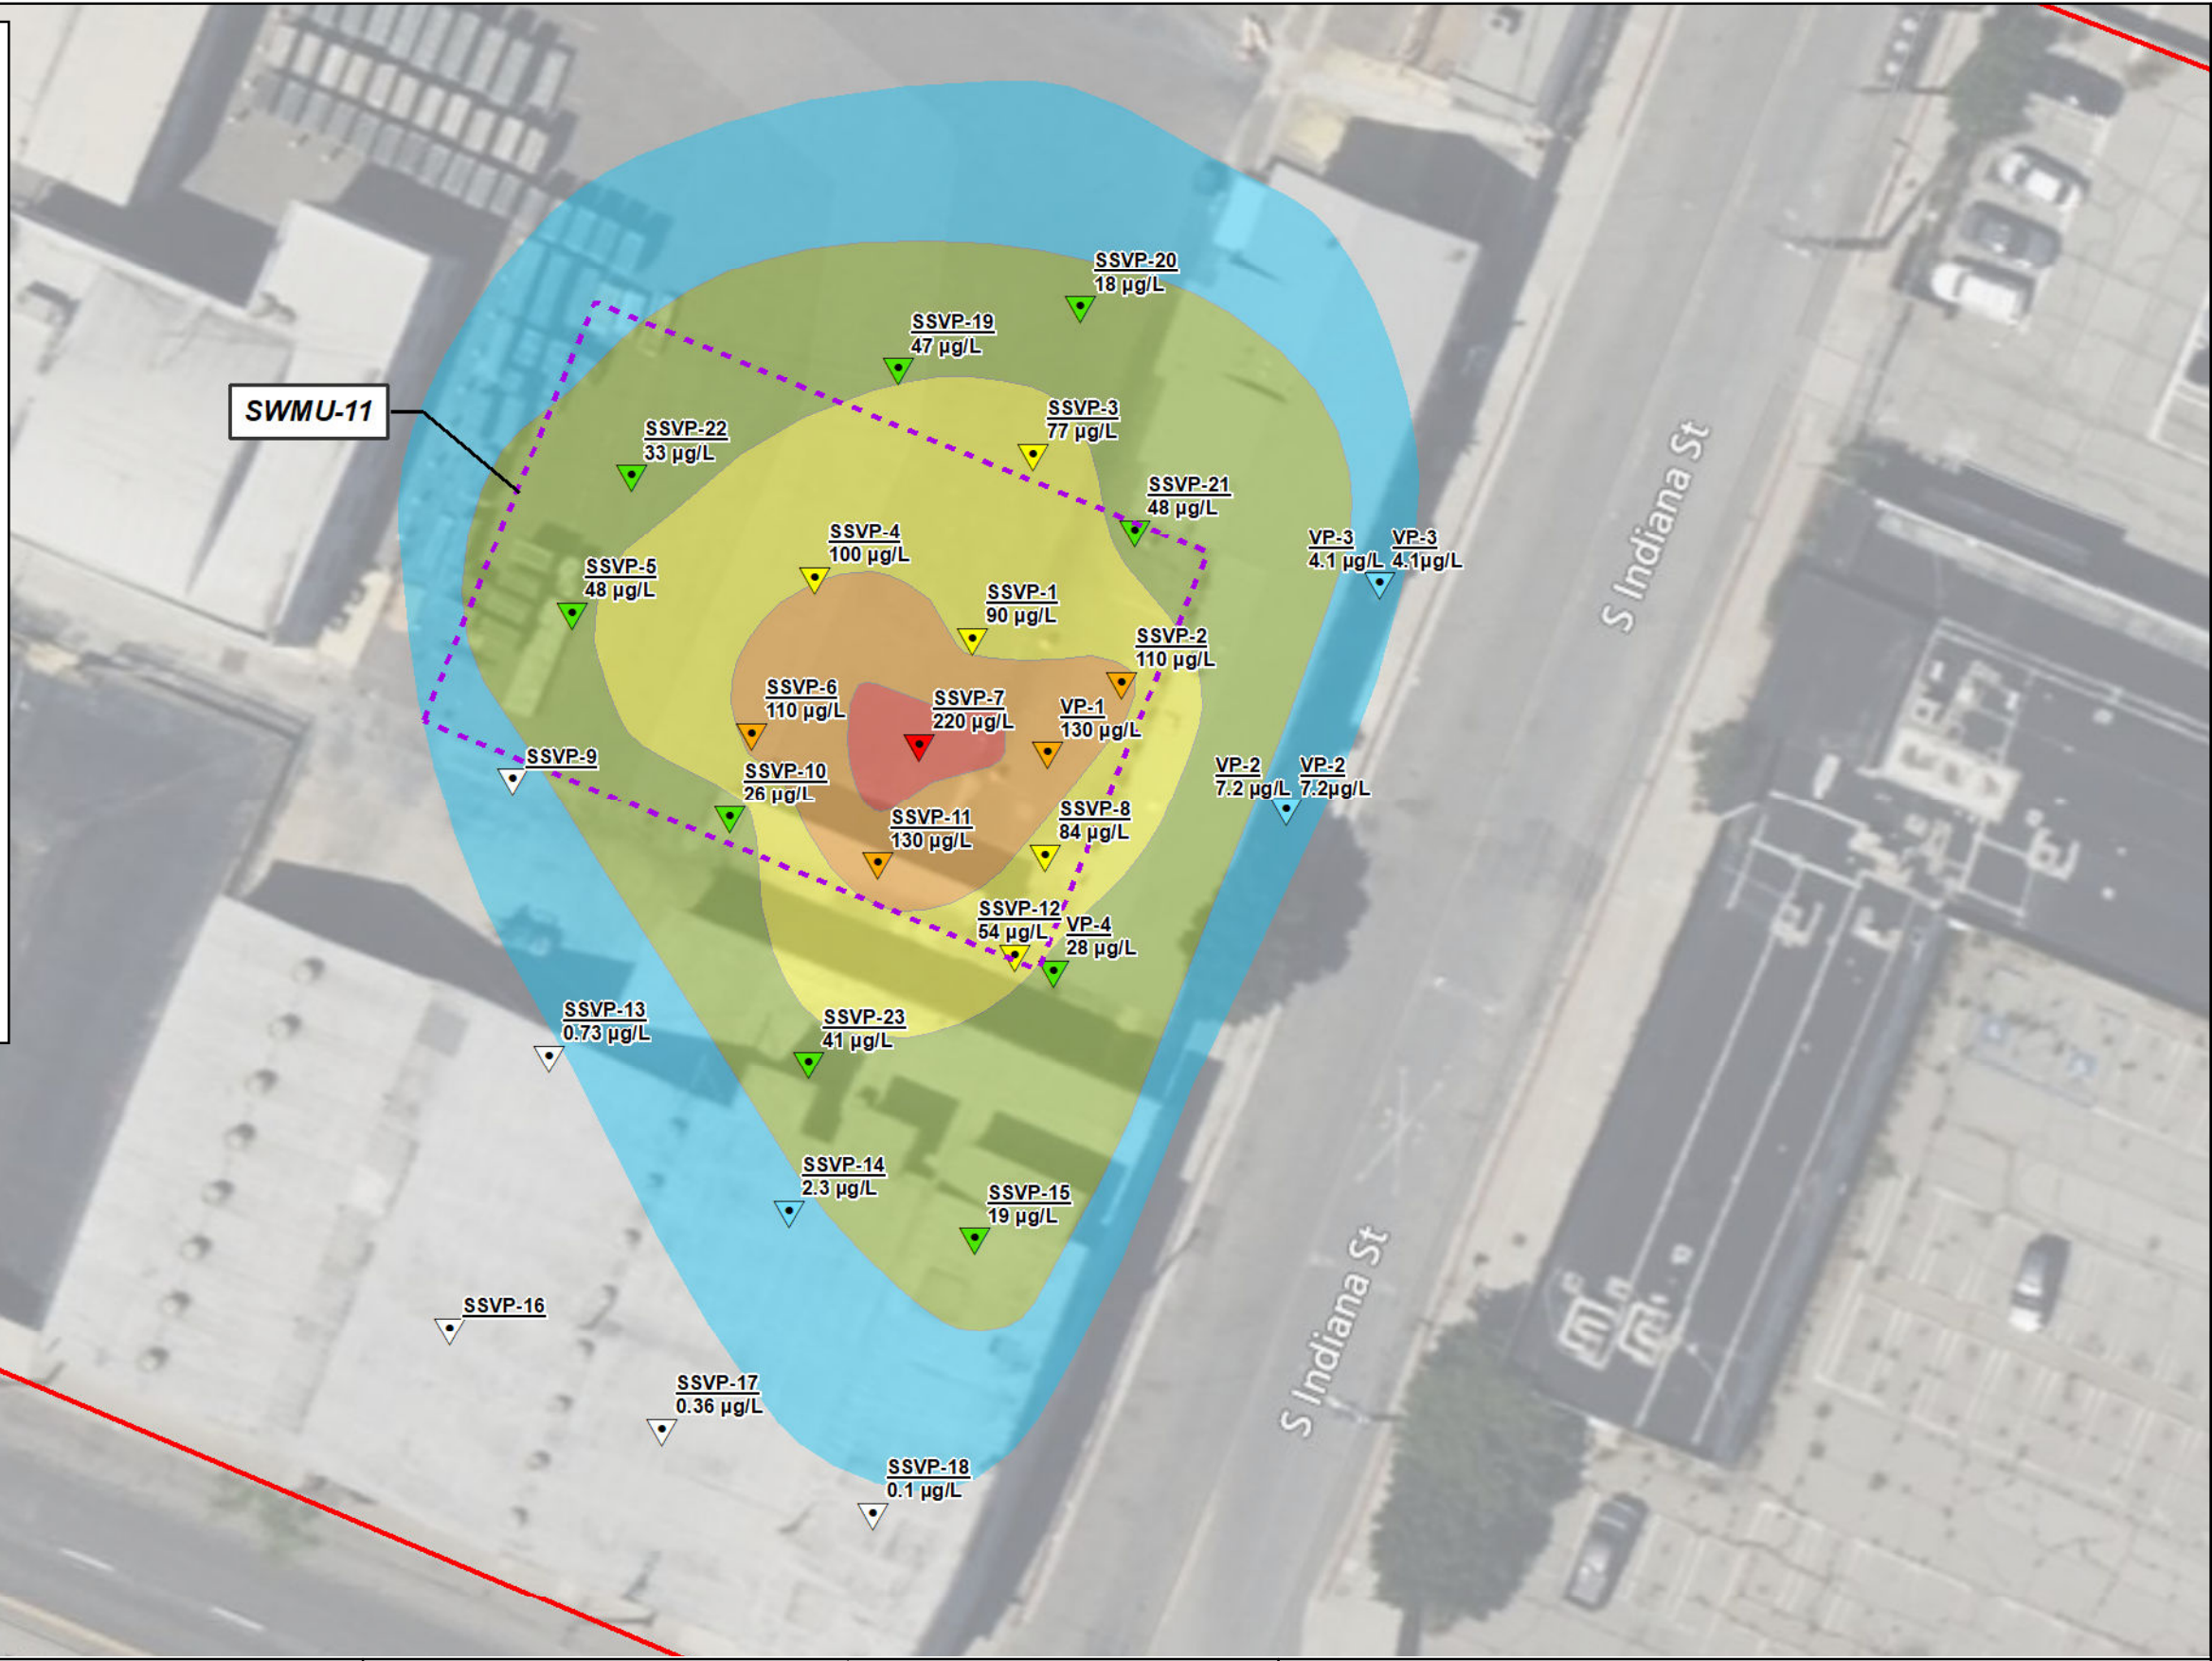 SSVP-20
18 µg/L
SSVP-19
47 µg/L
SWMU-11
SSVP-3
77 µg/L
SSVP-22
33 µg/L
SSVP-21
48 µg/L
SSVP-4
100 µg/L
VP-3
4.1 µg/L
VP-3
4.1µg/L
S Indiana St
SSVP-5
48 µg/L
SSVP-1
90 µg/L
SSVP-2
110 µg/L
SSVP-6
110 µg/L
SSVP-7
220 µg/L
VP-1
130 µg/L
SSVP-9
SSVP-10
26 µg/L
VP-2
7.2 µg/L
VP-2
7.2µg/L
SSVP-11
130 µg/L
SSVP-8
84 µg/L
SSVP-12
54 µg/L
VP-4
28 µg/L
SSVP-13
0.73 µg/L
SSVP-23
41 µg/L
SSVP-14
2.3 µg/L
SSVP-15
19 µg/L
S Indiana St
SSVP-16
SSVP-17
0.36 µg/L
SSVP-18
0.1 µg/L